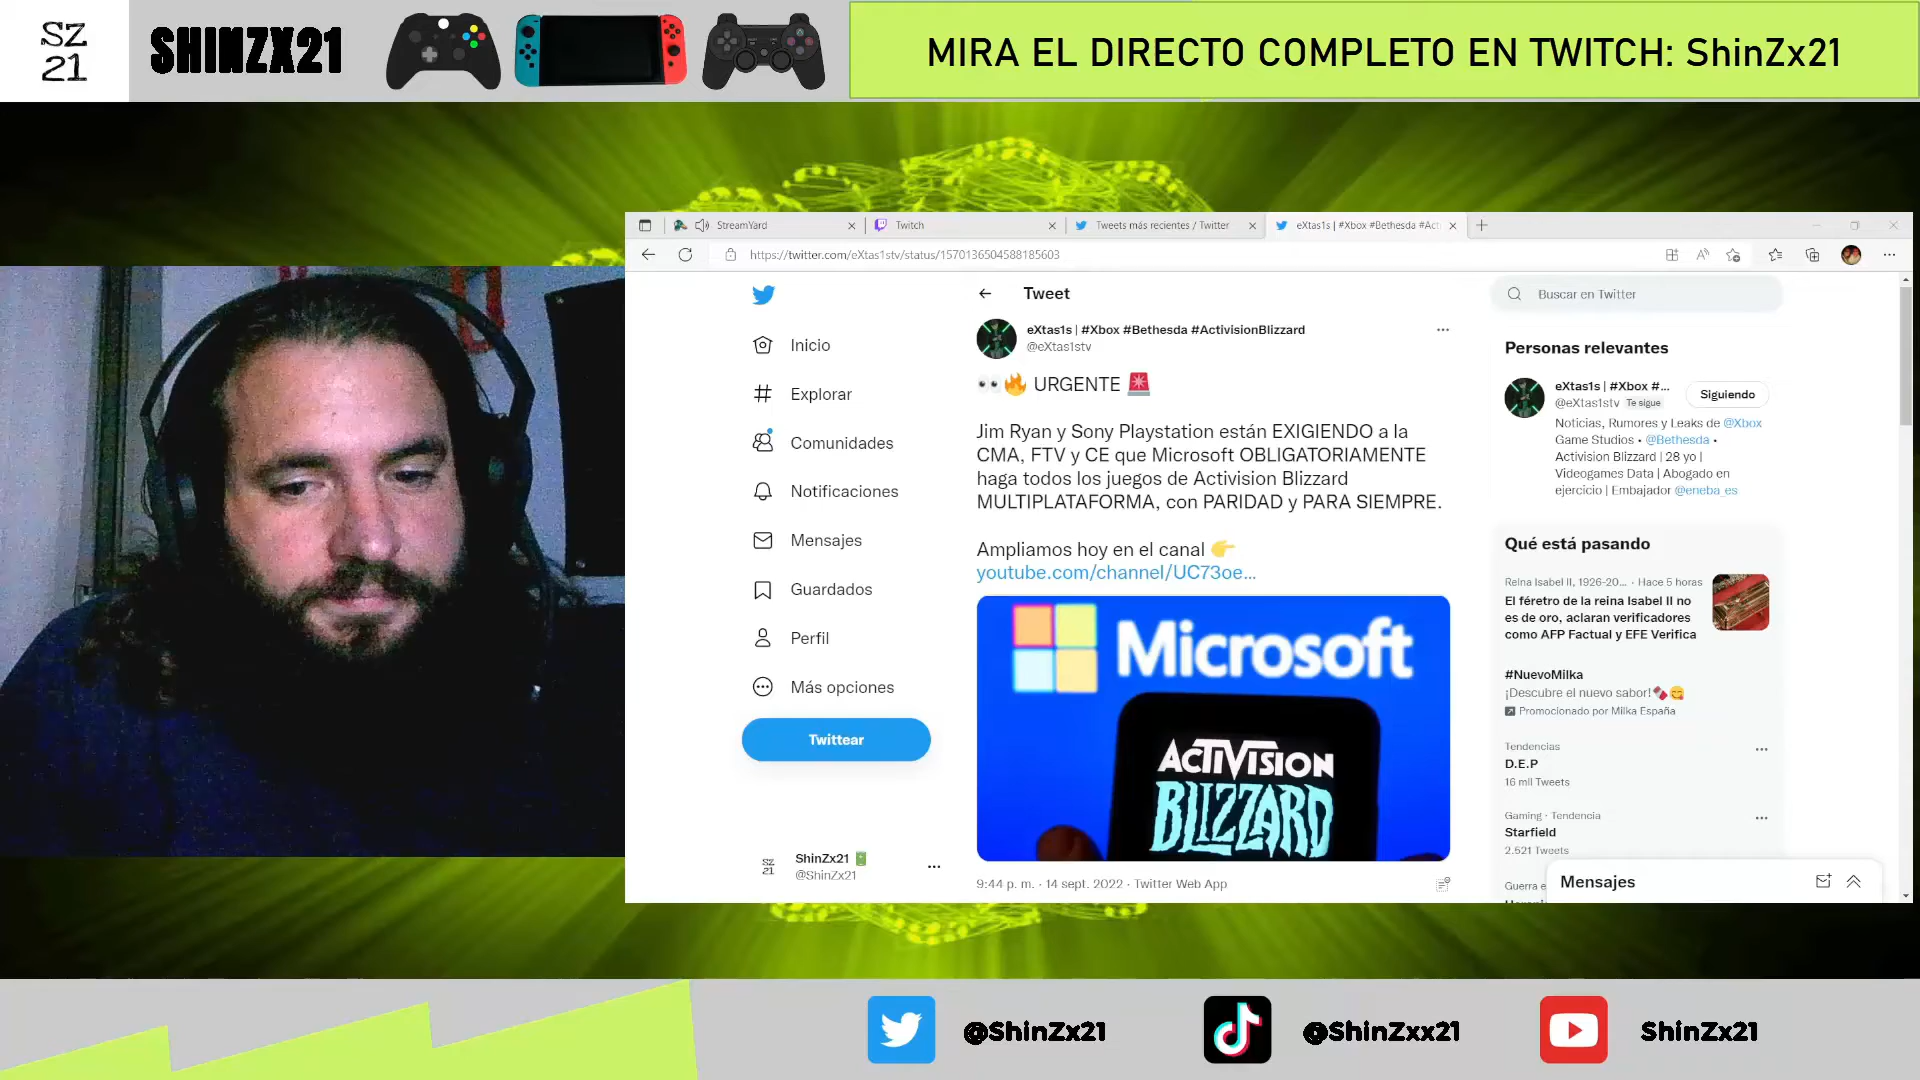 SZ
21
SHINZX21
MIRA EL DIRECTO COMPLETO EN TWITCH: ShinZx21
StreamYard
Twitch
Tweets más recientes / Twitter
eXtas1s | #Xbox #Bethesda #Act
https://twitter.com/eXtas1stv/status/1570136504588185603
Inicio
Explorar
Comunidades
Notificaciones
Mensajes
Guardados
Perfil
Más opciones
Twittear
SZ
21
ShinZx21
@ShinZx21
Tweet
eXtas1s | #Xbox #Bethesda #ActivisionBlizzard
@eXtas1stv
URGENTE
Jim Ryan y Sony Playstation están EXIGIENDO a la
CMA, FTV y CE que Microsoft OBLIGATORIAMENTE
haga todos los juegos de Activision Blizzard
MULTIPLATAFORMA, con PARIDAD y PARA SIEMPRE.
Ampliamos hoy en el canal
youtube.com/channel/UC73oe...
Microsoft
ACTIVISION
BLIZZARD
9:44 p. m. · 14 sept. 2022 · Twitter Web App
Buscar en Twitter
Personas relevantes
eXtas1s | #Xbox #...
@eXtas1stv Te sigue
Siguiendo
Noticias, Rumores y Leaks de @Xbox
Game Studios • @Bethesda •
Activision Blizzard | 28 yo |
Videogames Data | Abogado en
ejercicio | Embajador @eneba_es
Qué está pasando
Reina Isabel II, 1926-20... · Hace 5 horas
El féretro de la reina Isabel II no
es de oro, aclaran verificadores
como AFP Factual y EFE Verifica
#NuevoMilka
¡Descubre el nuevo sabor!
Promocionado por Milka España
Tendencias
D.E.P
16 mil Tweets
Gaming · Tendencia
Starfield
2.521 Tweets
Guerra e
Mensajes
@ShinZx21
@ShinZxx21
ShinZx21